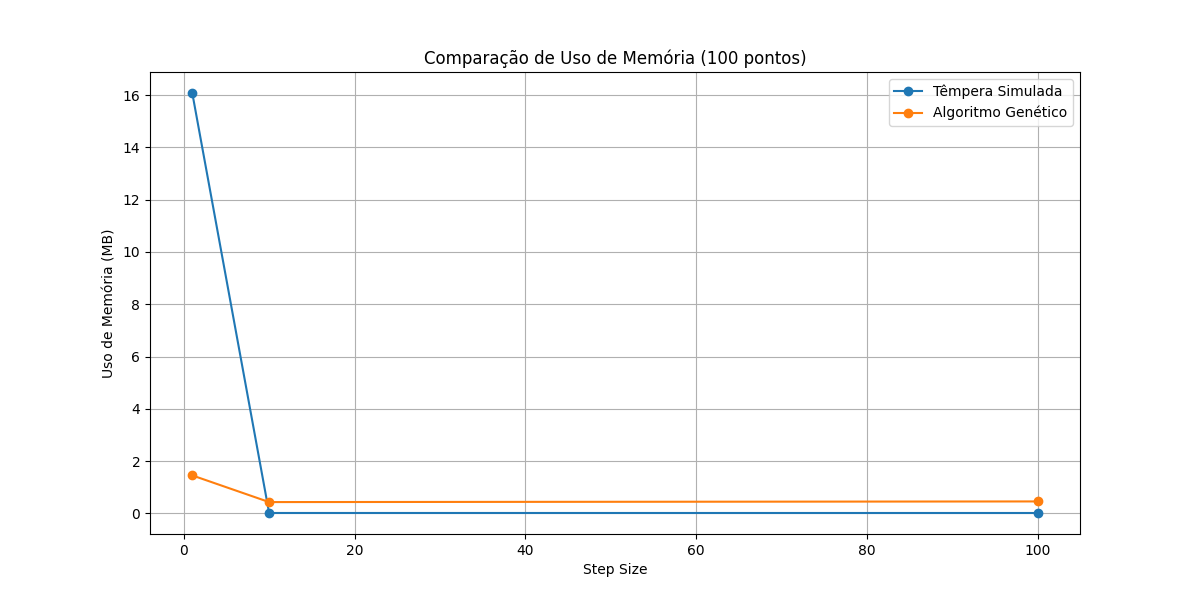 Comparação de Uso de Memória (100 pontos)
Têmpera Simulada
Algoritmo Genético
Uso de Memória (MB)
16
14
12
10
8
6
4
2
0
0 20 40 60 80 100
Step Size